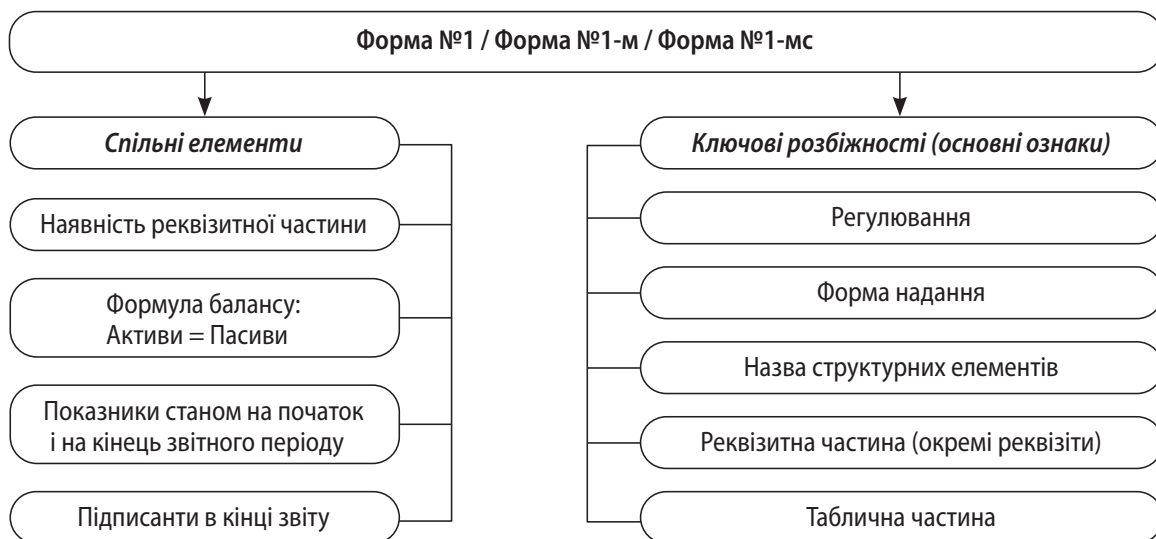 Форма №1 / Форма №1-м / Форма №1-мс
Спільні елементи
Наявність реквізитної частини
Формула балансу:
Активи = Пасиви
Показники станом на початок
і на кінець звітного періоду
Підписанти в кінці звіту
Ключові розбіжності (основні ознаки)
Регулювання
Форма надання
Назва структурних елементів
Реквізитна частина (окремі реквізіти)
Таблична частина